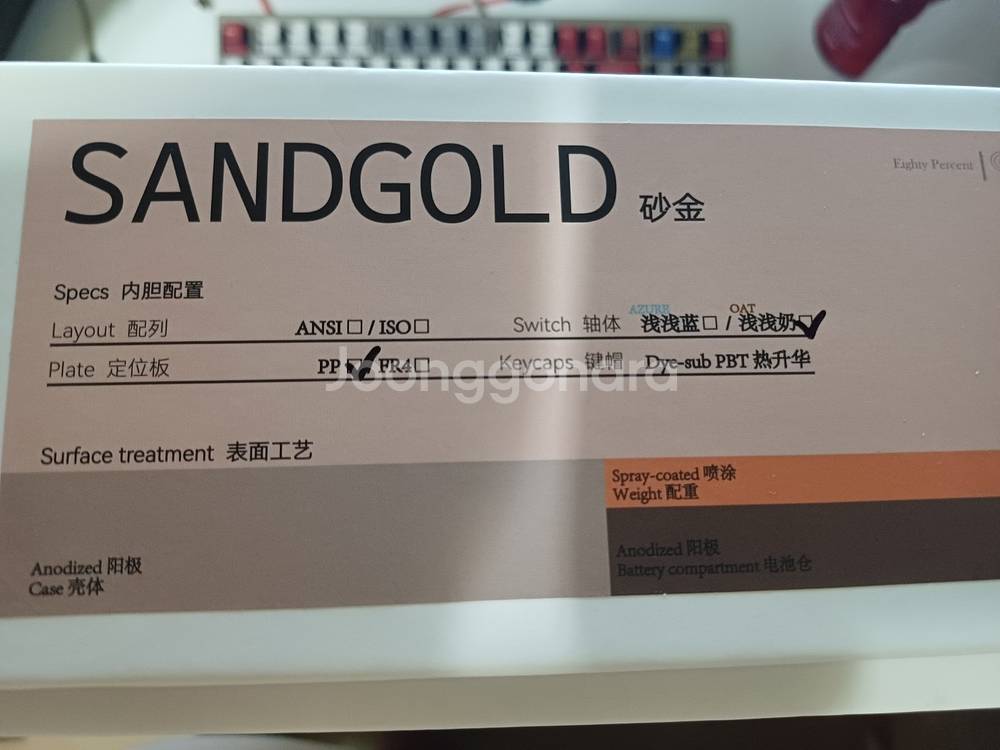 SANDGOLD 砂金
Eighty Percent
Specs 内胆配置
Layout 配列 ANSI □ / ISO □ Switch 轴体 AZURE 浅浅蓝 □ / OAT 浅浅奶 ☑
Plate 定位板 PP ☑ FR4 □ Keycaps 键帽 Dye-sub PBT 热升华
Joonggonara
Surface treatment 表面工艺
Spray-coated 喷涂
Weight 配重
Anodized 阳极
Battery compartment 电池仓
Anodized 阳极
Case 壳体